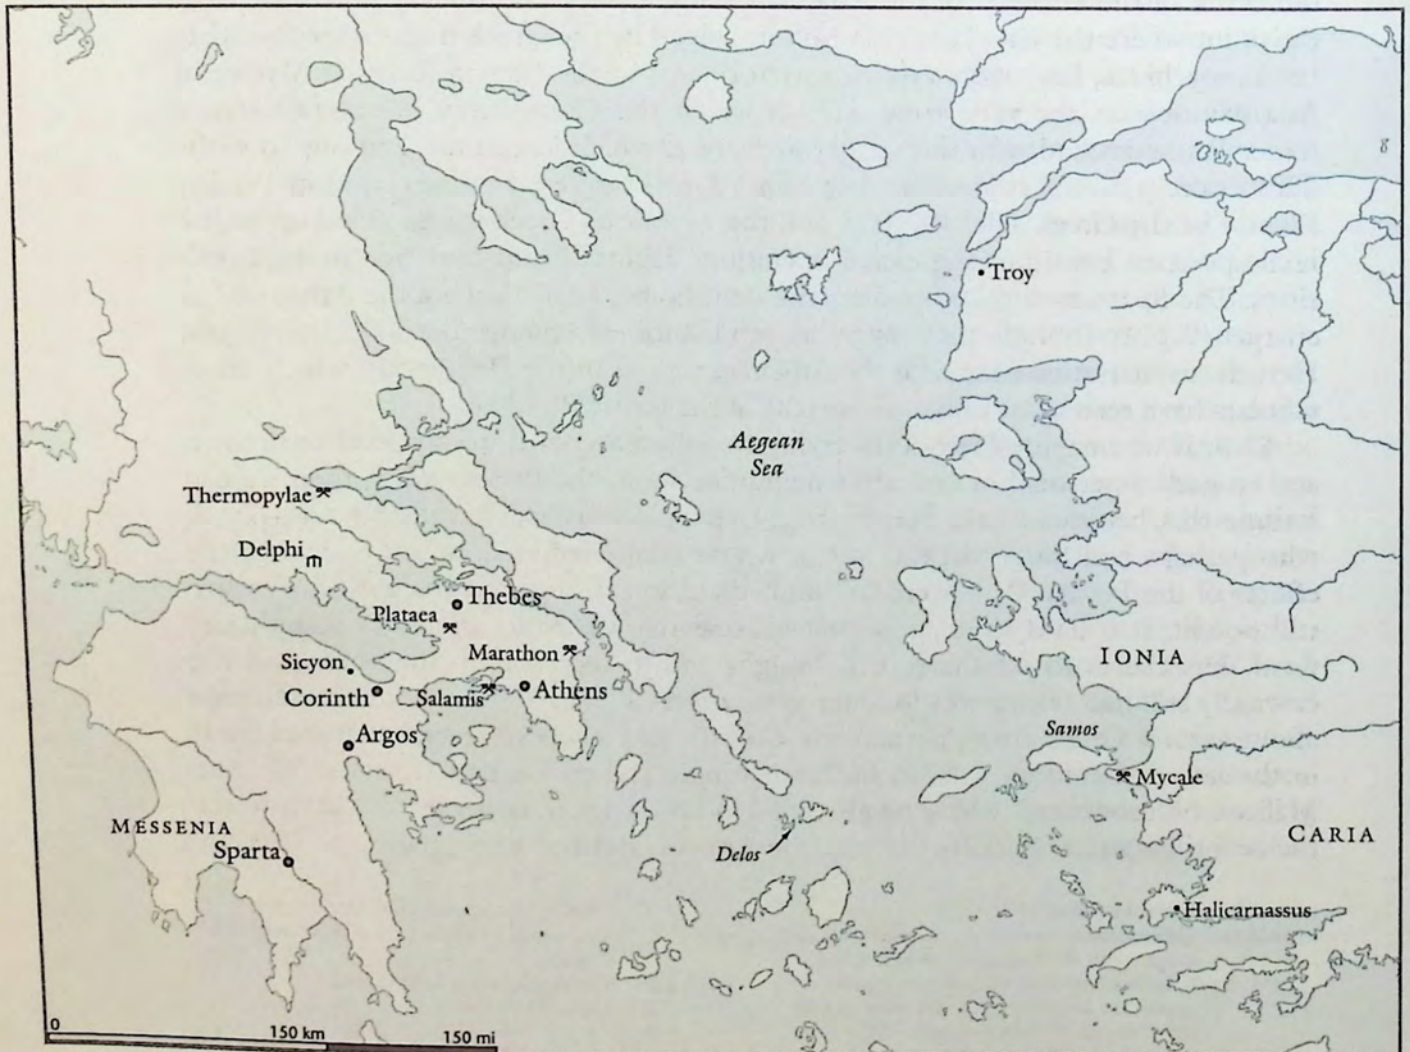 Troy
Aegean
Sea
Thermopylae
Delphi
Thebes
Plataea
Marathon
Sicyon
Corinth
Salamis
Athens
IONIA
Argos
Samos
Mycale
MESSENIA
Sparta
Delos
CARIA
Halicarnassus
0
150 km
150 mi